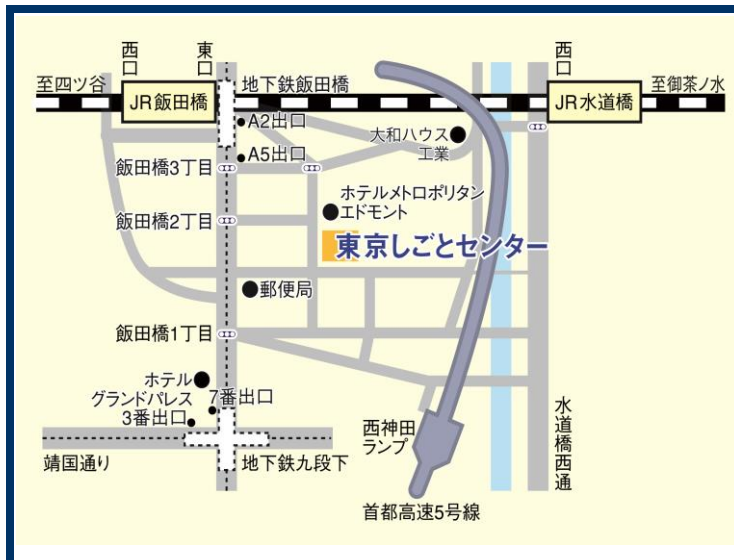 西口
東口
西口
至四ツ谷
JR飯田橋
地下鉄飯田橋
JR水道橋
至御茶ノ水
A2出口
大和ハウス
工業
A5出口
飯田橋3丁目
ホテルメトロポリタン
エドモント
飯田橋2丁目
東京しごとセンター
郵便局
飯田橋1丁目
ホテル
グランドパレス
7番出口
3番出口
西神田
ランプ
水道橋西通
靖国通り
地下鉄九段下
首都高速5号線